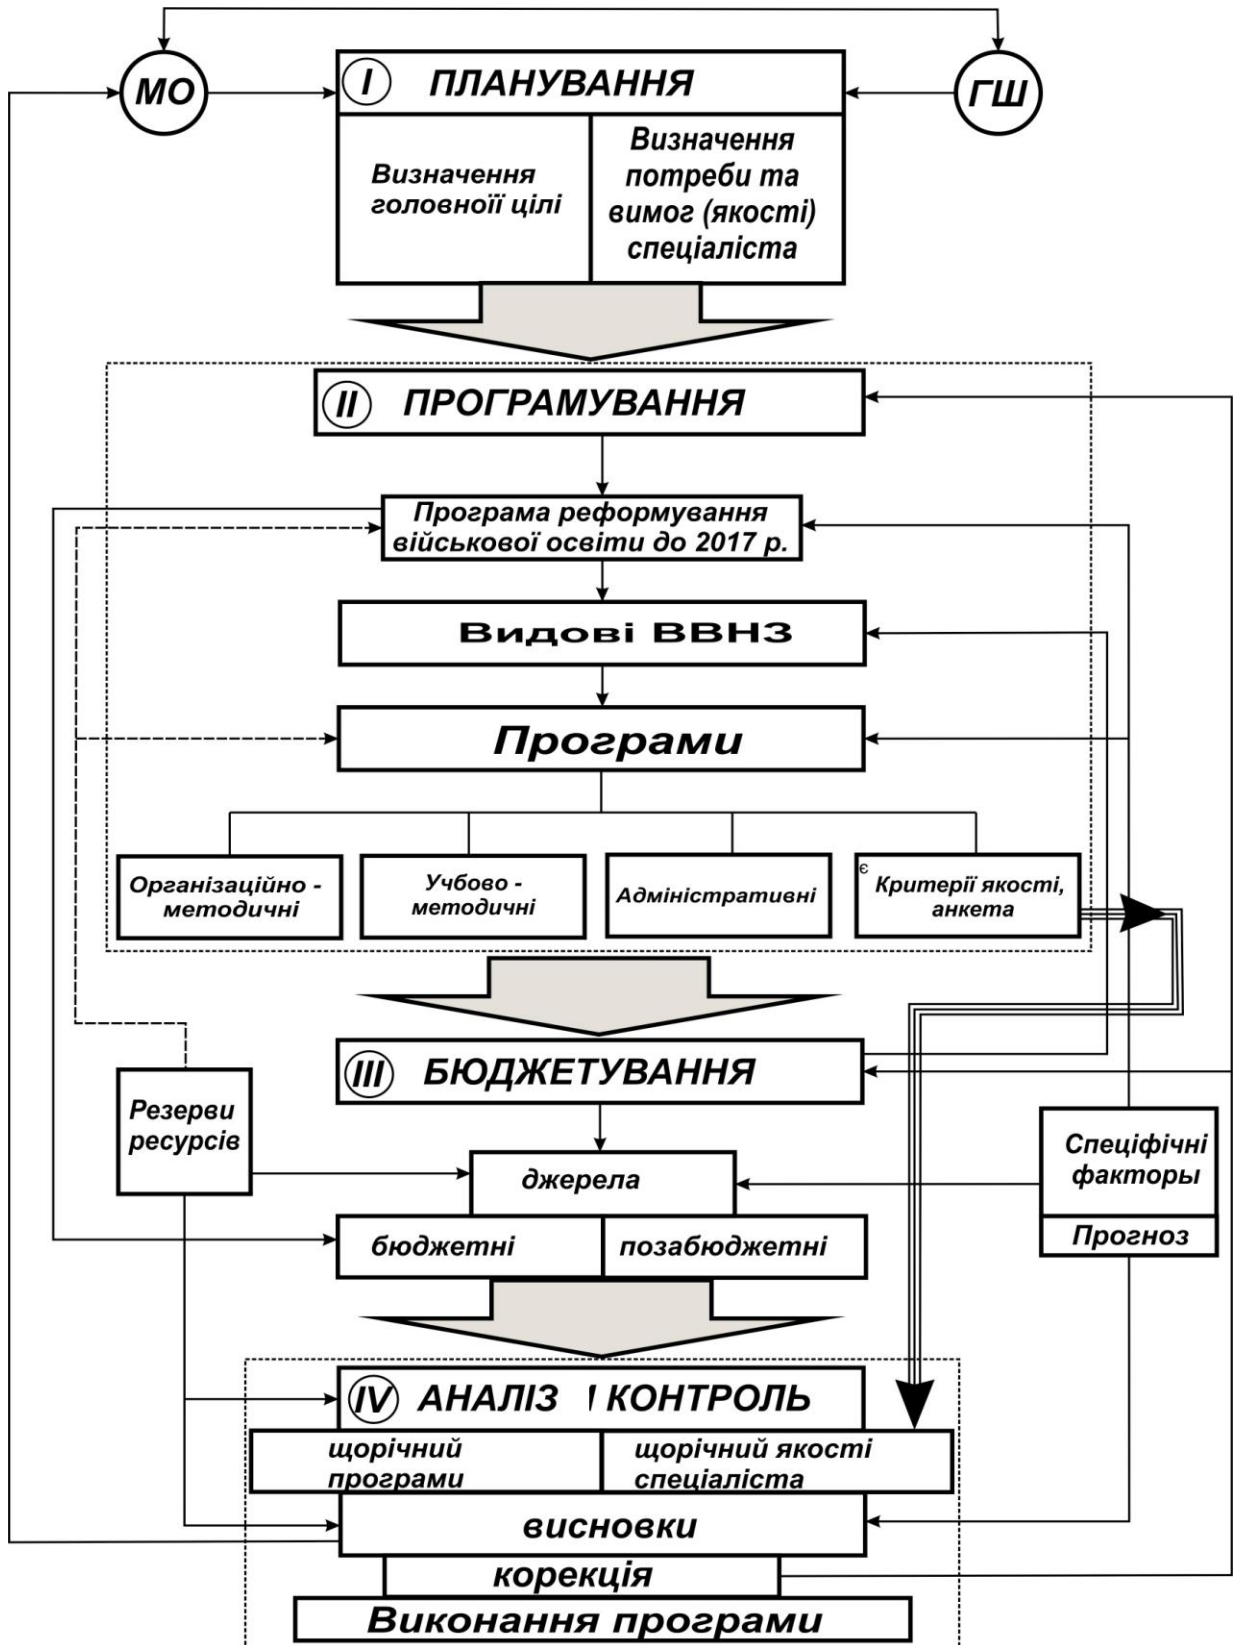 МО
I ПЛАНУВАННЯ
ГШ
Визначення
головноїї цілі
Визначення
потреби та
вимог (якості)
спеціаліста
II ПРОГРАМУВАННЯ
Програма реформування
військової освіти до 2017 р.
Видові ВВНЗ
Програми
Організаційно -
методичні
Учбово -
методичні
Адміністративні
є Критерії якості,
анкета
III БЮДЖЕТУВАННЯ
Резерви
ресурсів
джерела
бюджетні
позабюджетні
Спеціфічні
факторы
Прогноз
IV АНАЛІЗ І КОНТРОЛЬ
щорічний
програми
щорічний якості
спеціаліста
висновки
корекція
Виконання програми